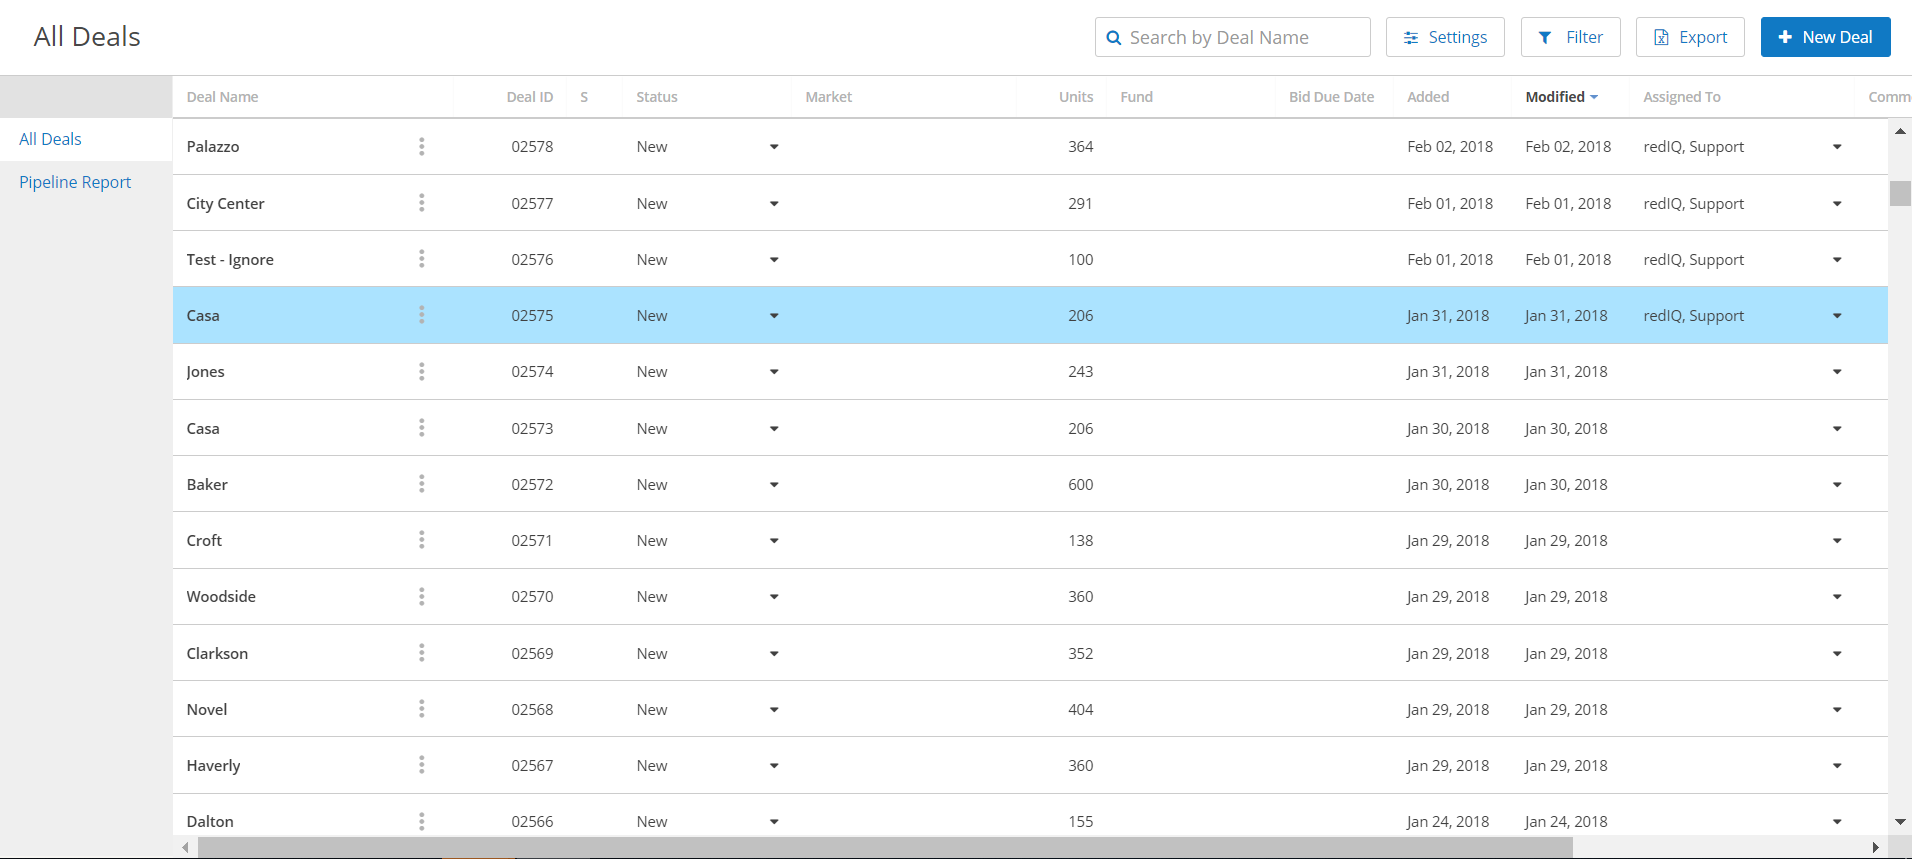 All Deals
Search by Deal Name Settings Filter Export New Deal
Deal Name Deal ID S Status Market Units Fund Bid Due Date Added Modified Assigned To Comm
All Deals
Pipeline Report
Palazzo 02578 New 364 Feb 02, 2018 Feb 02, 2018 redIQ, Support
City Center 02577 New 291 Feb 01, 2018 Feb 01, 2018 redIQ, Support
Test - Ignore 02576 New 100 Feb 01, 2018 Feb 01, 2018 redIQ, Support
Casa 02575 New 206 Jan 31, 2018 Jan 31, 2018 redIQ, Support
Jones 02574 New 243 Jan 31, 2018 Jan 31, 2018
Casa 02573 New 206 Jan 30, 2018 Jan 30, 2018
Baker 02572 New 600 Jan 30, 2018 Jan 30, 2018
Croft 02571 New 138 Jan 29, 2018 Jan 29, 2018
Woodside 02570 New 360 Jan 29, 2018 Jan 29, 2018
Clarkson 02569 New 352 Jan 29, 2018 Jan 29, 2018
Novel 02568 New 404 Jan 29, 2018 Jan 29, 2018
Haverly 02567 New 360 Jan 29, 2018 Jan 29, 2018
Dalton 02566 New 155 Jan 24, 2018 Jan 24, 2018